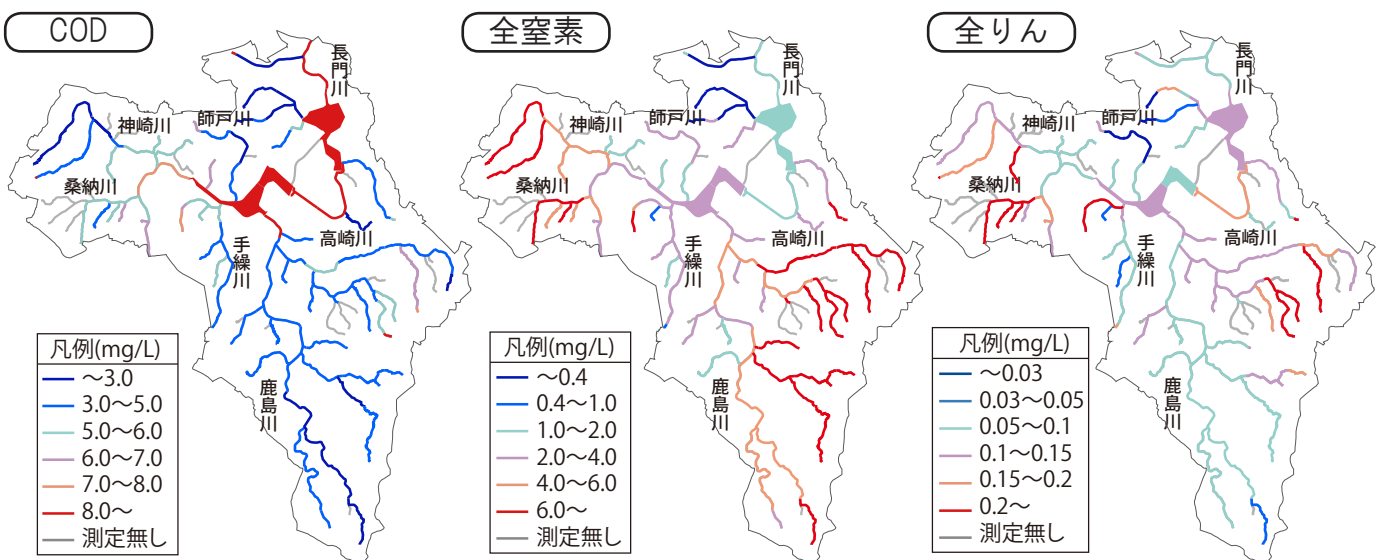 COD
長門川
神崎川
師戸川
桑納川
手繰川
高崎川
鹿島川
凡例(mg/L)
～3.0
3.0～5.0
5.0～6.0
6.0～7.0
7.0～8.0
8.0～
測定無し
全窒素
長門川
神崎川
師戸川
桑納川
手繰川
高崎川
鹿島川
凡例(mg/L)
～0.4
0.4～1.0
1.0～2.0
2.0～4.0
4.0～6.0
6.0～
測定無し
全りん
長門川
神崎川
師戸川
桑納川
手繰川
高崎川
鹿島川
凡例(mg/L)
～0.03
0.03～0.05
0.05～0.1
0.1～0.15
0.15～0.2
0.2～
測定無し